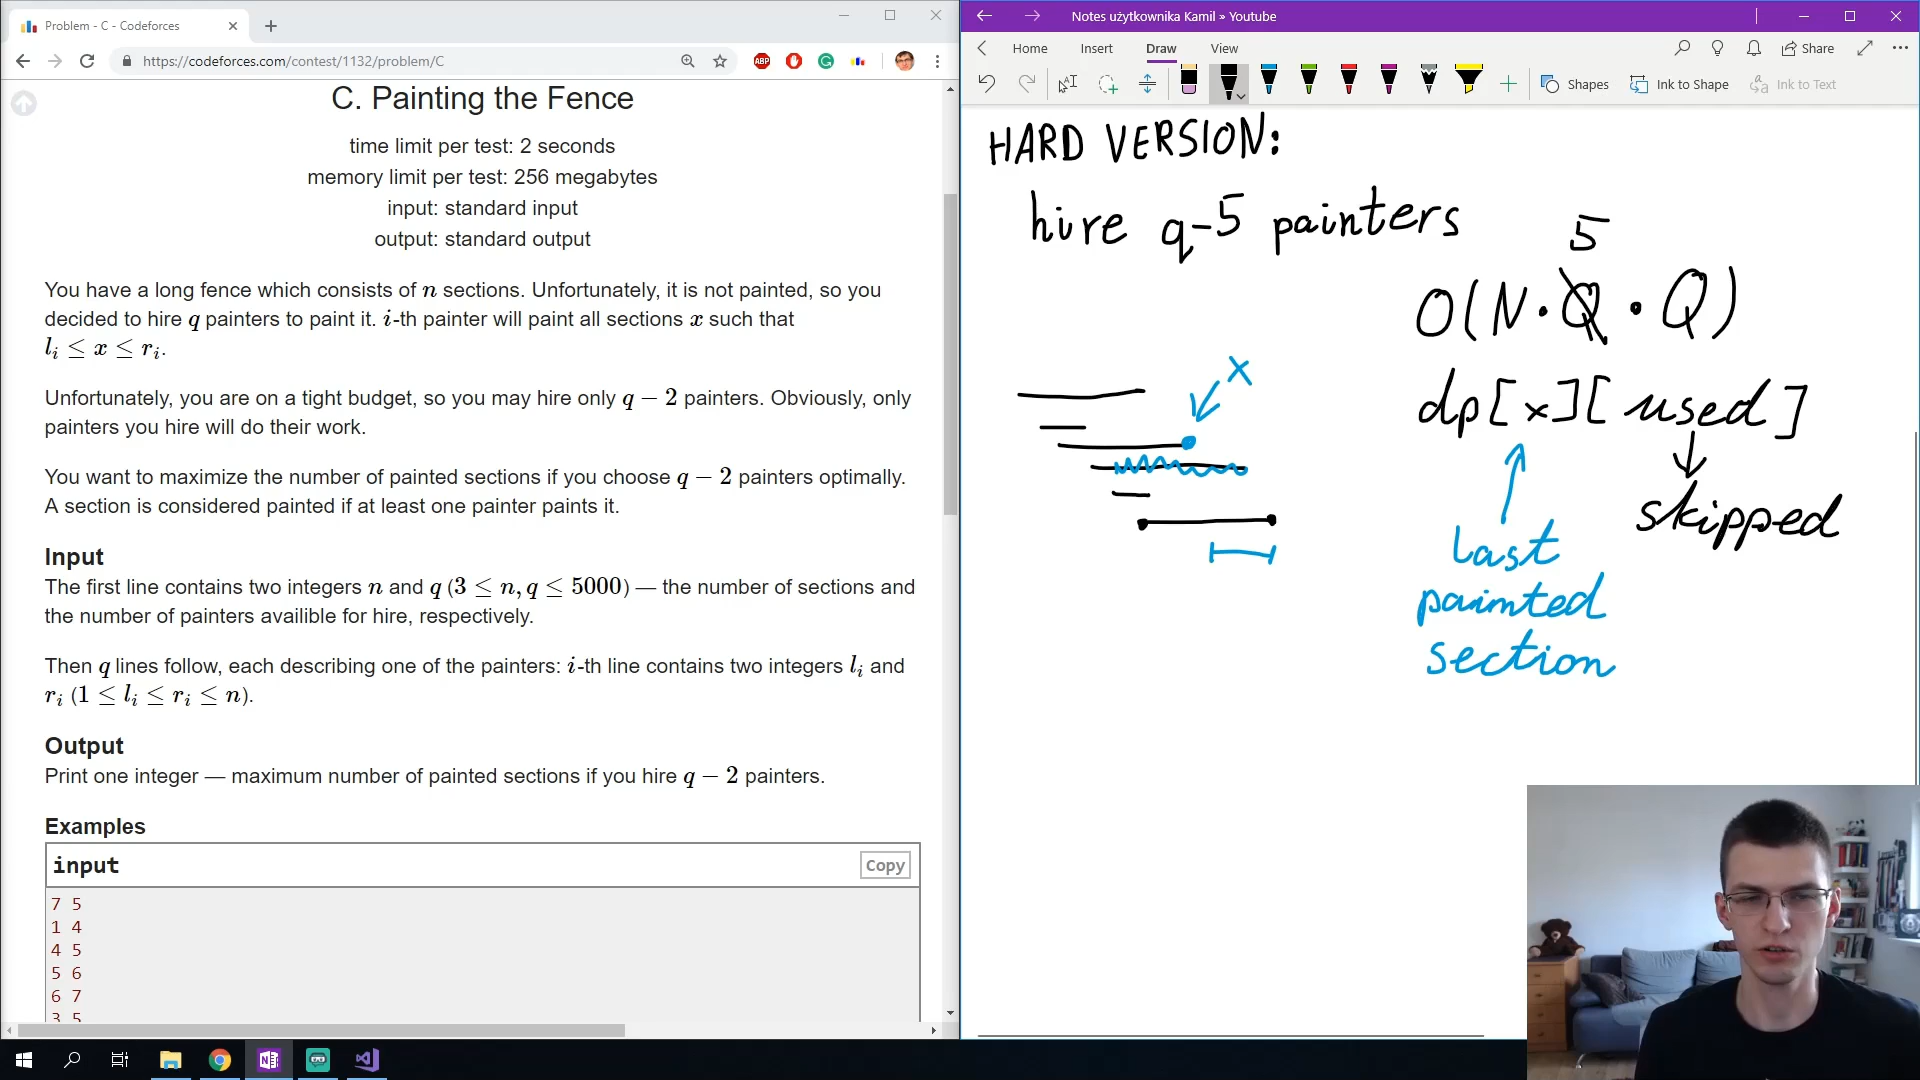 Problem - C - Codeforces
https://codeforces.com/contest/1132/problem/C
ABP
C. Painting the Fence
time limit per test: 2 seconds
memory limit per test: 256 megabytes
input: standard input
output: standard output
You have a long fence which consists of n sections. Unfortunately, it is not painted, so you
decided to hire q painters to paint it. i-th painter will paint all sections x such that
l_i ≤ x ≤ r_i.
Unfortunately, you are on a tight budget, so you may hire only q − 2 painters. Obviously, only
painters you hire will do their work.
You want to maximize the number of painted sections if you choose q − 2 painters optimally.
A section is considered painted if at least one painter paints it.
Input
The first line contains two integers n and q (3 ≤ n, q ≤ 5000) — the number of sections and
the number of painters availible for hire, respectively.
Then q lines follow, each describing one of the painters: i-th line contains two integers l_i and
r_i (1 ≤ l_i ≤ r_i ≤ n).
Output
Print one integer — maximum number of painted sections if you hire q − 2 painters.
Examples
input
Copy
7 5
1 4
4 5
5 6
6 7
3 5
Notes użytkownika Kamil » Youtube
Home Insert Draw View
Share
Shapes
Ink to Shape
Ink to Text
HARD VERSION:
hire q-5 painters
5
O(N·Q·Q)
x
dp[x][used]
skipped
last
painted
section